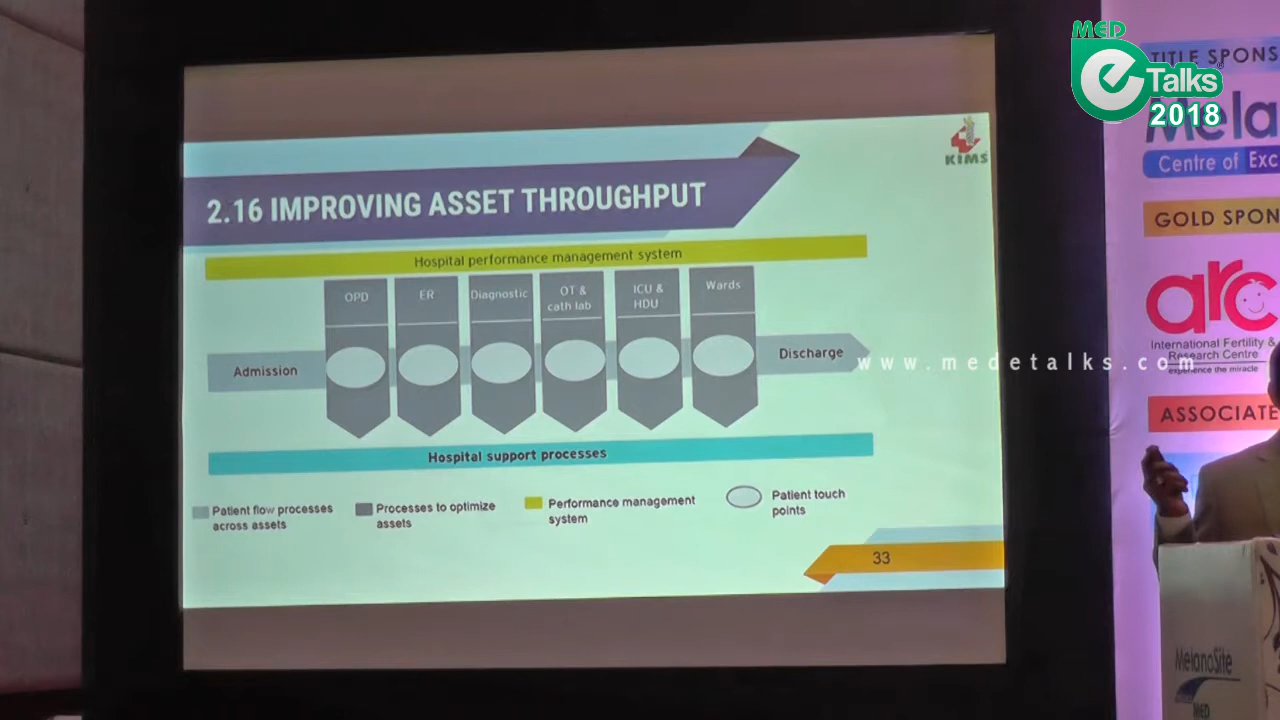 MED
e Talks
2018
TITLE SPONS
Mela
Centre of Exc
GOLD SPON
arc
International Fertility &
Research Centre
experience the miracle
ASSOCIATE
KIMS
2.16 IMPROVING ASSET THROUGHPUT
Hospital performance management system
OPD
ER
Diagnostic
OT &
cath lab
ICU &
HDU
Wards
Admission
Discharge
www.medetalks.com
Hospital support processes
Patient flow processes
across assets
Processes to optimize
assets
Performance management
system
Patient touch
points
33
MelanoSite
MED